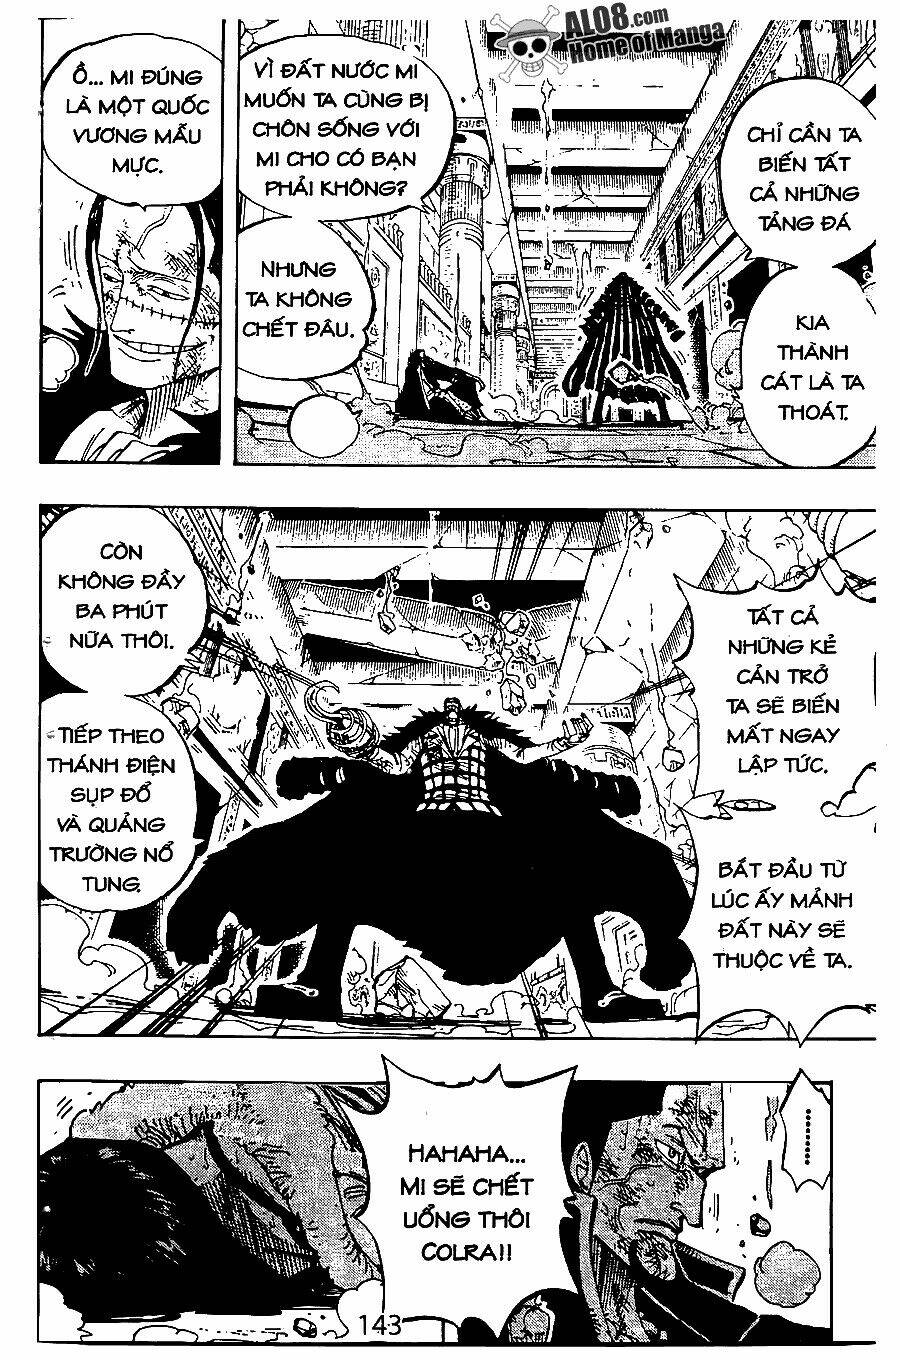 AL08.com
Home of Manga
Ồ... MI ĐÚNG
LÀ MỘT QUỐC
VƯƠNG MẪU
MỰC.
VÌ ĐẤT NƯỚC MI
MUỐN TA CÙNG BỊ
CHÔN SỐNG VỚI
MI CHO CÓ BẠN
PHẢI KHÔNG?
NHƯNG
TA KHÔNG
CHẾT ĐÂU.
CHỈ CẦN TA
BIẾN TẤT
CẢ NHỮNG
TẢNG ĐÁ
KIA
THÀNH
CÁT LÀ TA
THOÁT.
CÒN
KHÔNG ĐẦY
BA PHÚT
NỮA THÔI.
TIẾP THEO
THÁNH ĐIỆN
SỤP ĐỔ
VÀ QUẢNG
TRƯỜNG NỔ
TUNG.
TẤT CẢ
NHỮNG KẺ
CẢN TRỞ
TA SẼ BIẾN
MẤT NGAY
LẬP TỨC.
BẮT ĐẦU TỪ
LÚC ẤY MẢNH
ĐẤT NÀY SẼ
THUỘC VỀ TA.
HAHAHA...
MI SẼ CHẾT
UỔNG THÔI
COLRA!!
..........
143